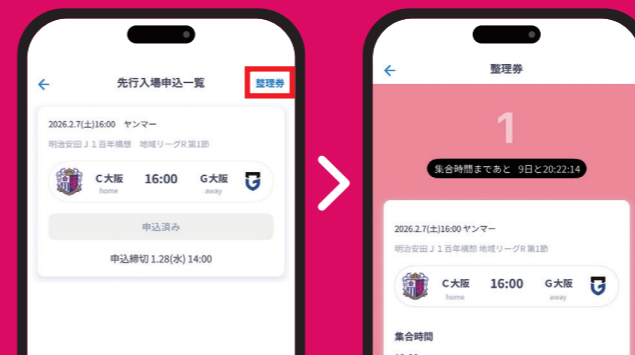 先行入場申込一覧
整理券
2026.2.7(土)16:00 ヤンマー
明治安田Ｊ１百年構想 地域リーグR第1節
C大阪 16:00 G大阪
home away
申込済み
申込締切 1.28(水) 14:00
整理券
1
集合時間まであと 9日と20:22:14
2026.2.7(土)16:00 ヤンマー
明治安田Ｊ１百年構想 地域リーグR第1節
C大阪 16:00 G大阪
home away
集合時間